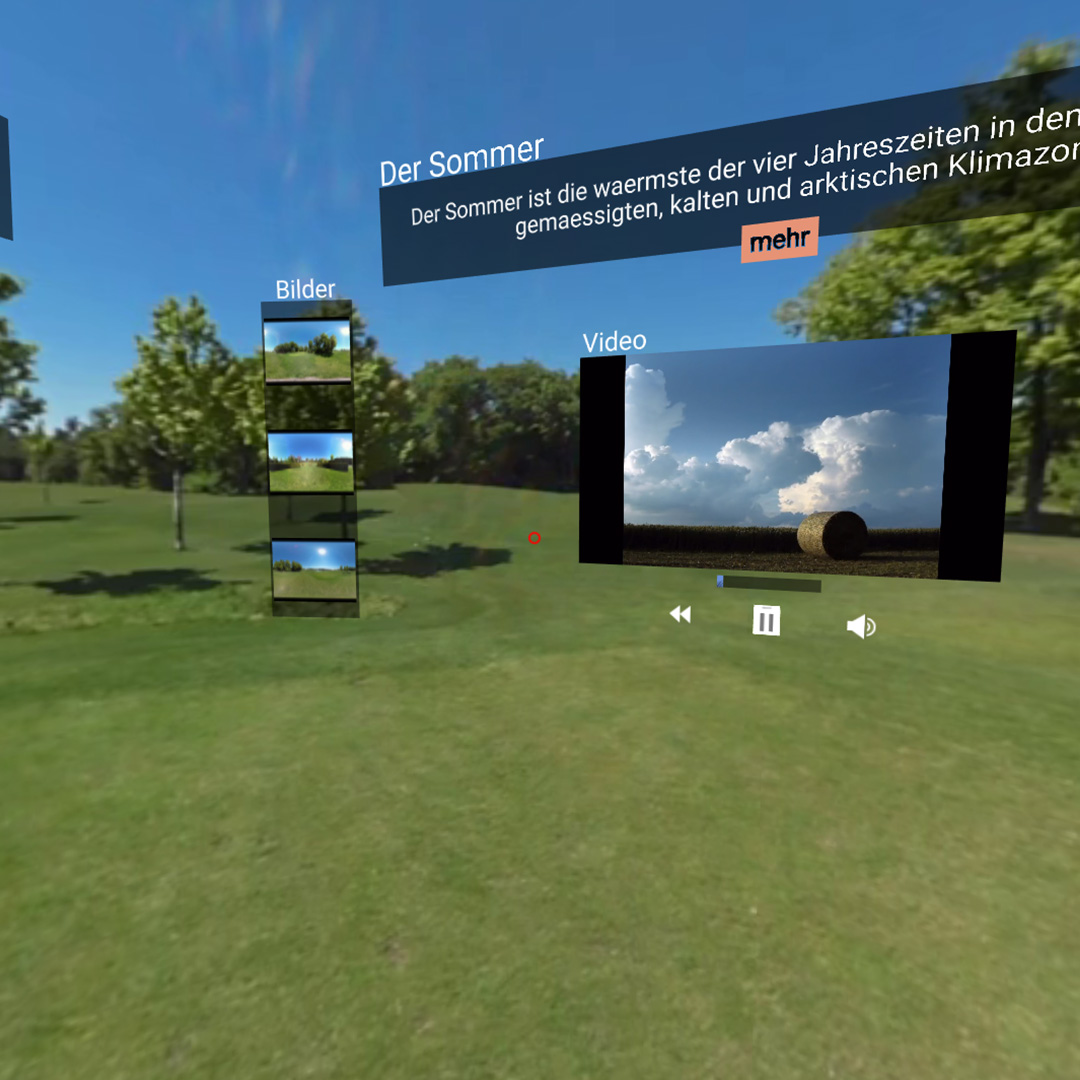 Der Sommer
Der Sommer ist die waermste der vier Jahreszeiten in den
gemaessigten, kalten und arktischen
mehr
Bilder
Video